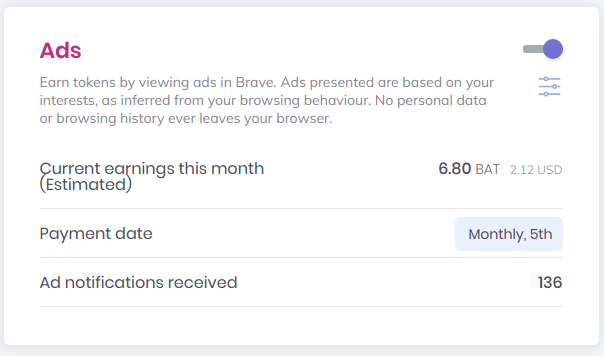 Ads
Earn tokens by viewing ads in Brave. Ads presented are based on your
interests, as inferred from your browsing behaviour. No personal data
or browsing history ever leaves your browser.
Current earnings this month
(Estimated)
6.80 BAT 2.12 USD
Payment date
Monthly, 5th
Ad notifications received
136